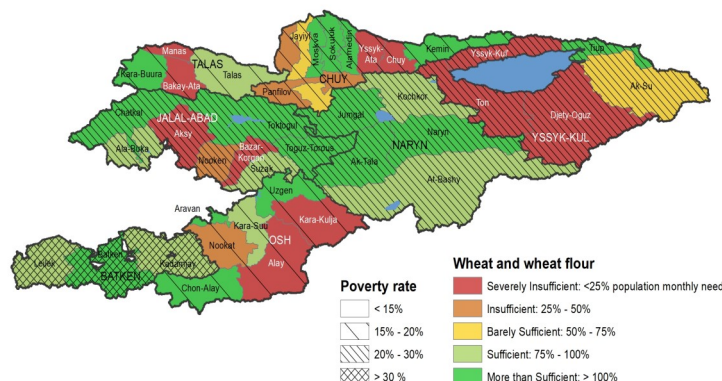 Manas
TALAS
Kara-Buura
Talas
Bakay-Ata
Jayiyl
Moskva
Sokuluk
Alamedin
Yssyk-
Ata
Chuy
Kemin
Yssyk-Kul'
Tiup
CHUY
Panfilov
Ak-Su
Chatkal
JALAL-ABAD
Aksy
Toktogul
Jumgal
Kochkor
Ton
Djety-Oguz
YSSYK-KUL
Ala-Buka
Nookeri
Bazar-
Korgon
Toguz-Torous
Suzak
Ak-Tala
NARYN
Naryn
At-Bashy
Uzgen
Aravan
Kara-Suu
Kara-Kulja
OSH
Nookat
Alay
Leilek
Batken
BATKEN
Kadamjay
Chon-Alay
Poverty rate
< 15%
15% - 20%
20% - 30%
> 30 %
Wheat and wheat flour
Severely Insufficient: <25% population monthly need
Insufficient: 25% - 50%
Barely Sufficient: 50% - 75%
Sufficient: 75% - 100%
More than Sufficient: > 100%